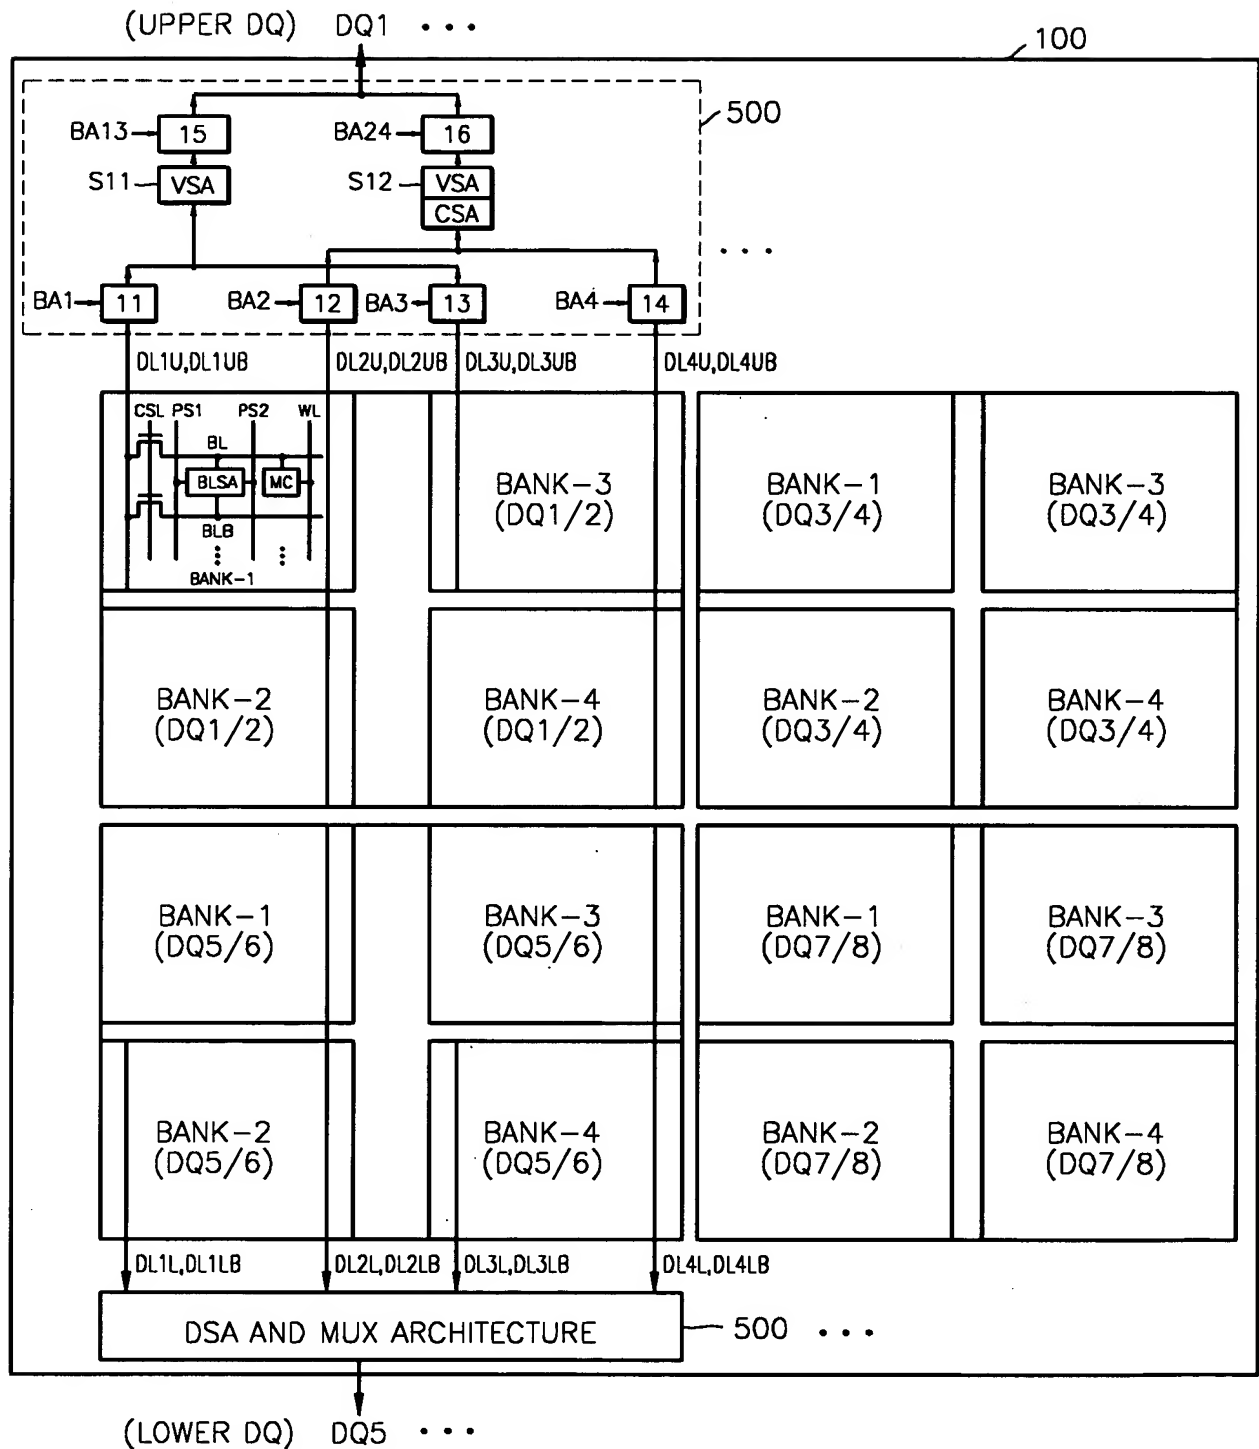 (UPPER DQ) DQ1 • • •
100
500
BA13 15 BA24 16
S11 VSA S12 VSA
CSA
• • •
BA1 11 BA2 12 BA3 13 BA4 14
DL1U,DL1UB DL2U,DL2UB DL3U,DL3UB DL4U,DL4UB
CSL PS1 PS2 WL
BL
BLSA MC
BLB
BANK-1
BANK-3 BANK-1 BANK-3
(DQ1/2) (DQ3/4) (DQ3/4)
BANK-2 BANK-4 BANK-2 BANK-4
(DQ1/2) (DQ1/2) (DQ3/4) (DQ3/4)
BANK-1 BANK-3 BANK-1 BANK-3
(DQ5/6) (DQ5/6) (DQ7/8) (DQ7/8)
BANK-2 BANK-4 BANK-2 BANK-4
(DQ5/6) (DQ5/6) (DQ7/8) (DQ7/8)
DL1L,DL1LB DL2L,DL2LB DL3L,DL3LB DL4L,DL4LB
DSA AND MUX ARCHITECTURE 500 • • •
(LOWER DQ) DQ5 • • •